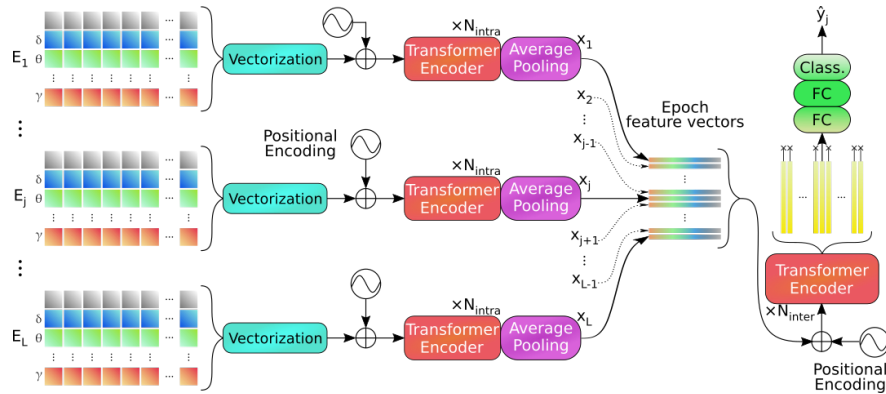 E1
δ
θ
γ
...
Vectorization
×Nintra
Transformer
Encoder
Average
Pooling
x1
⋮
Ej
δ
θ
γ
...
Vectorization
Positional
Encoding
×Nintra
Transformer
Encoder
Average
Pooling
xj
⋮
EL
δ
θ
γ
...
Vectorization
×Nintra
Transformer
Encoder
Average
Pooling
xL
x2
⋮
xj-1
xj+1
⋮
xL-1
Epoch
feature vectors
ŷj
Class.
FC
FC
... ...
Transformer
Encoder
×Ninter
Positional
Encoding